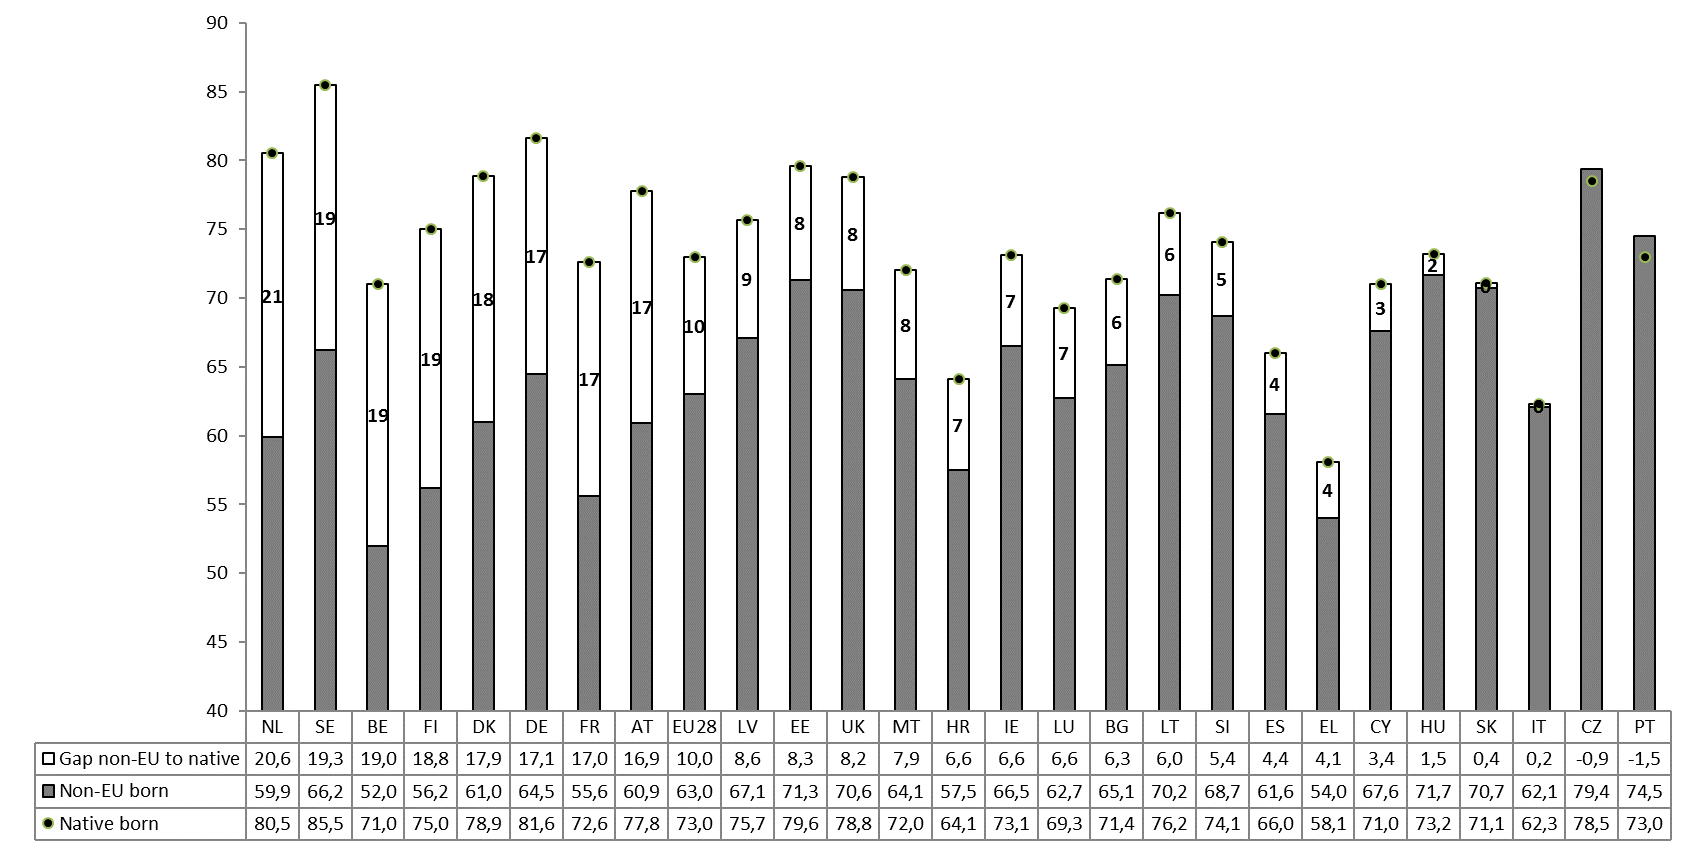 90
85
80
75
70
65
60
55
50
45
40
21 19 19 19 18 17 17 17 10 9 8 8 8 7 7 7 6 6 5 4 4 3 2 0 0
NL SE BE FI DK DE FR AT EU28 LV EE UK MT HR IE LU BG LT SI ES EL CY HU SK IT CZ PT
Gap non-EU to native 20,6 19,3 19,0 18,8 17,9 17,1 17,0 16,9 10,0 8,6 8,3 8,2 7,9 6,6 6,6 6,6 6,3 6,0 5,4 4,4 4,1 3,4 1,5 0,4 0,2 -0,9 -1,5
Non-EU born 59,9 66,2 52,0 56,2 61,0 64,5 55,6 60,9 63,0 67,1 71,3 70,6 64,1 57,5 66,5 62,7 65,1 70,2 68,7 61,6 54,0 67,6 71,7 70,7 62,1 79,4 74,5
Native born 80,5 85,5 71,0 75,0 78,9 81,6 72,6 77,8 73,0 75,7 79,6 78,8 72,0 64,1 73,1 69,3 71,4 76,2 74,1 66,0 58,1 71,0 73,2 71,1 62,3 78,5 73,0